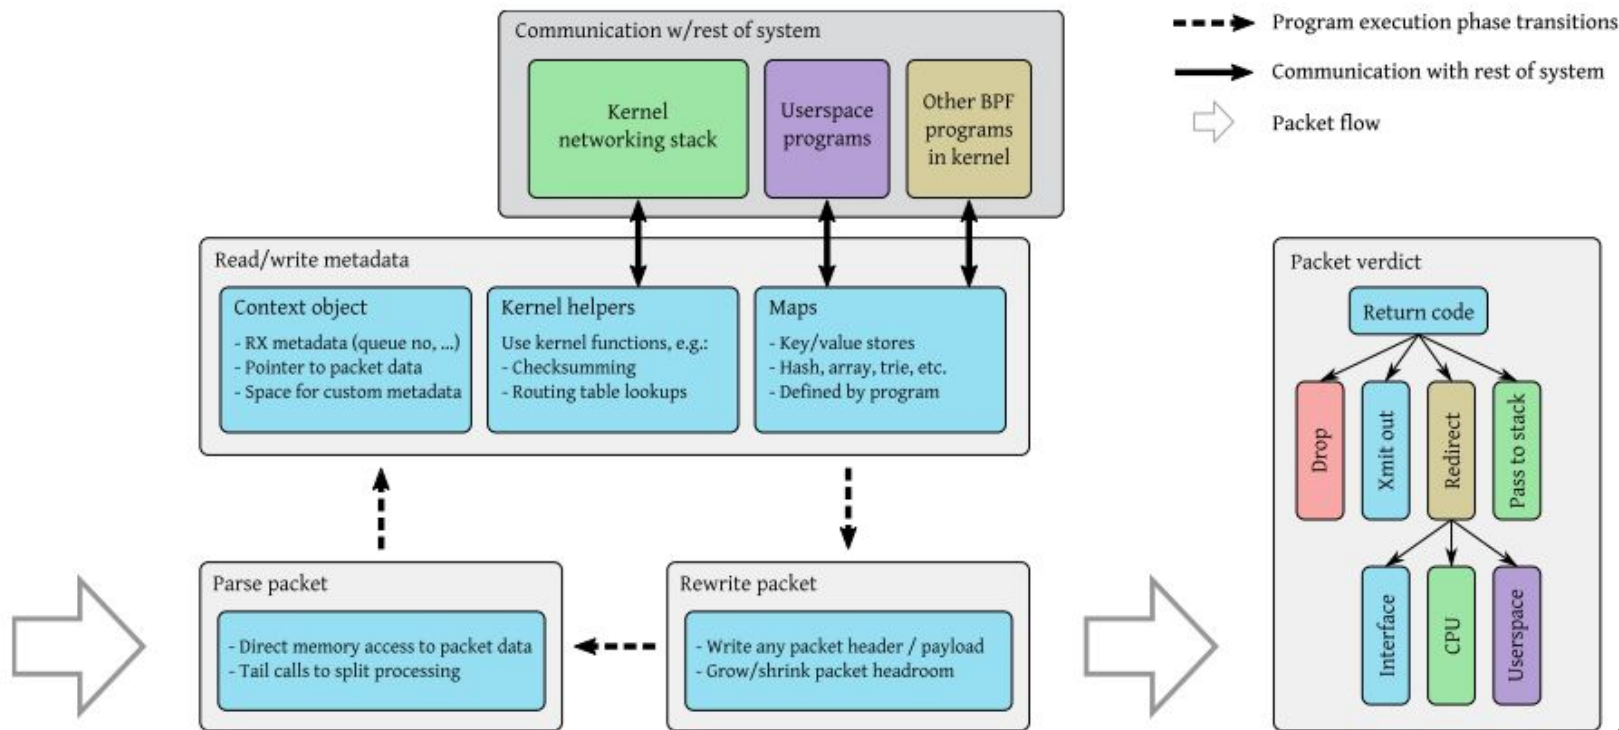 Communication w/rest of system
Kernel
networking stack
Userspace
programs
Other BPF
programs
in kernel
Program execution phase transitions
Communication with rest of system
Packet flow
Read/write metadata
Context object
- RX metadata (queue no, ...)
- Pointer to packet data
- Space for custom metadata
Kernel helpers
Use kernel functions, e.g.:
- Checksumming
- Routing table lookups
Maps
- Key/value stores
- Hash, array, trie, etc.
- Defined by program
Parse packet
- Direct memory access to packet data
- Tail calls to split processing
Rewrite packet
- Write any packet header / payload
- Grow/shrink packet headroom
Packet verdict
Return code
Drop
Xmit out
Redirect
Pass to stack
Interface
CPU
Userspace